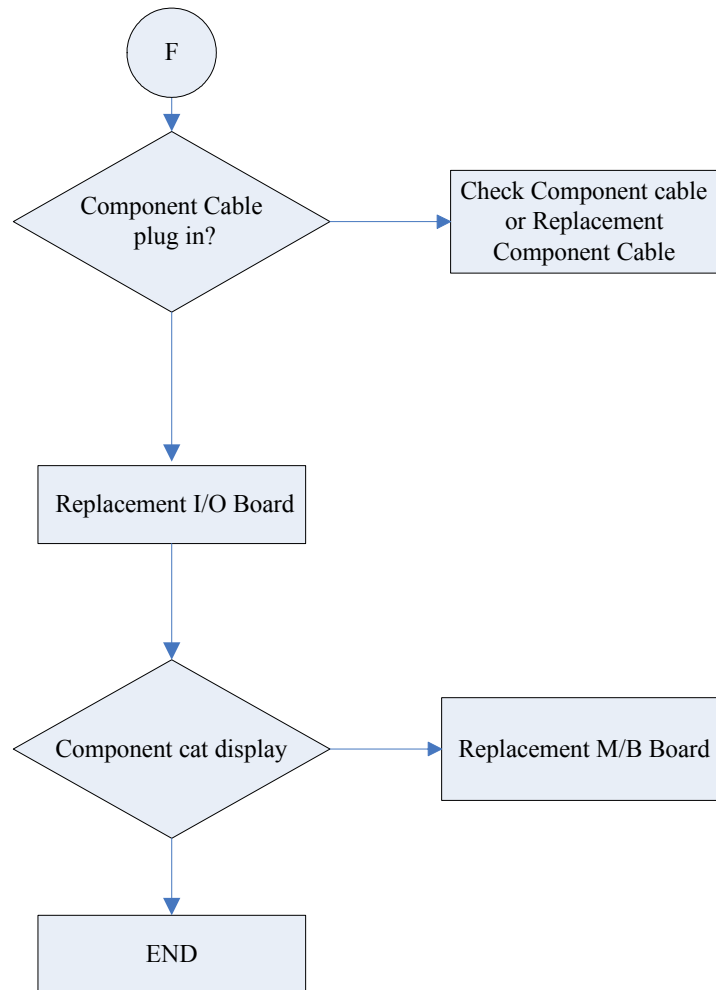 F
Component Cable
plug in?
Check Component cable
or Replacement
Component Cable
Replacement I/O Board
Component cat display
Replacement M/B Board
END